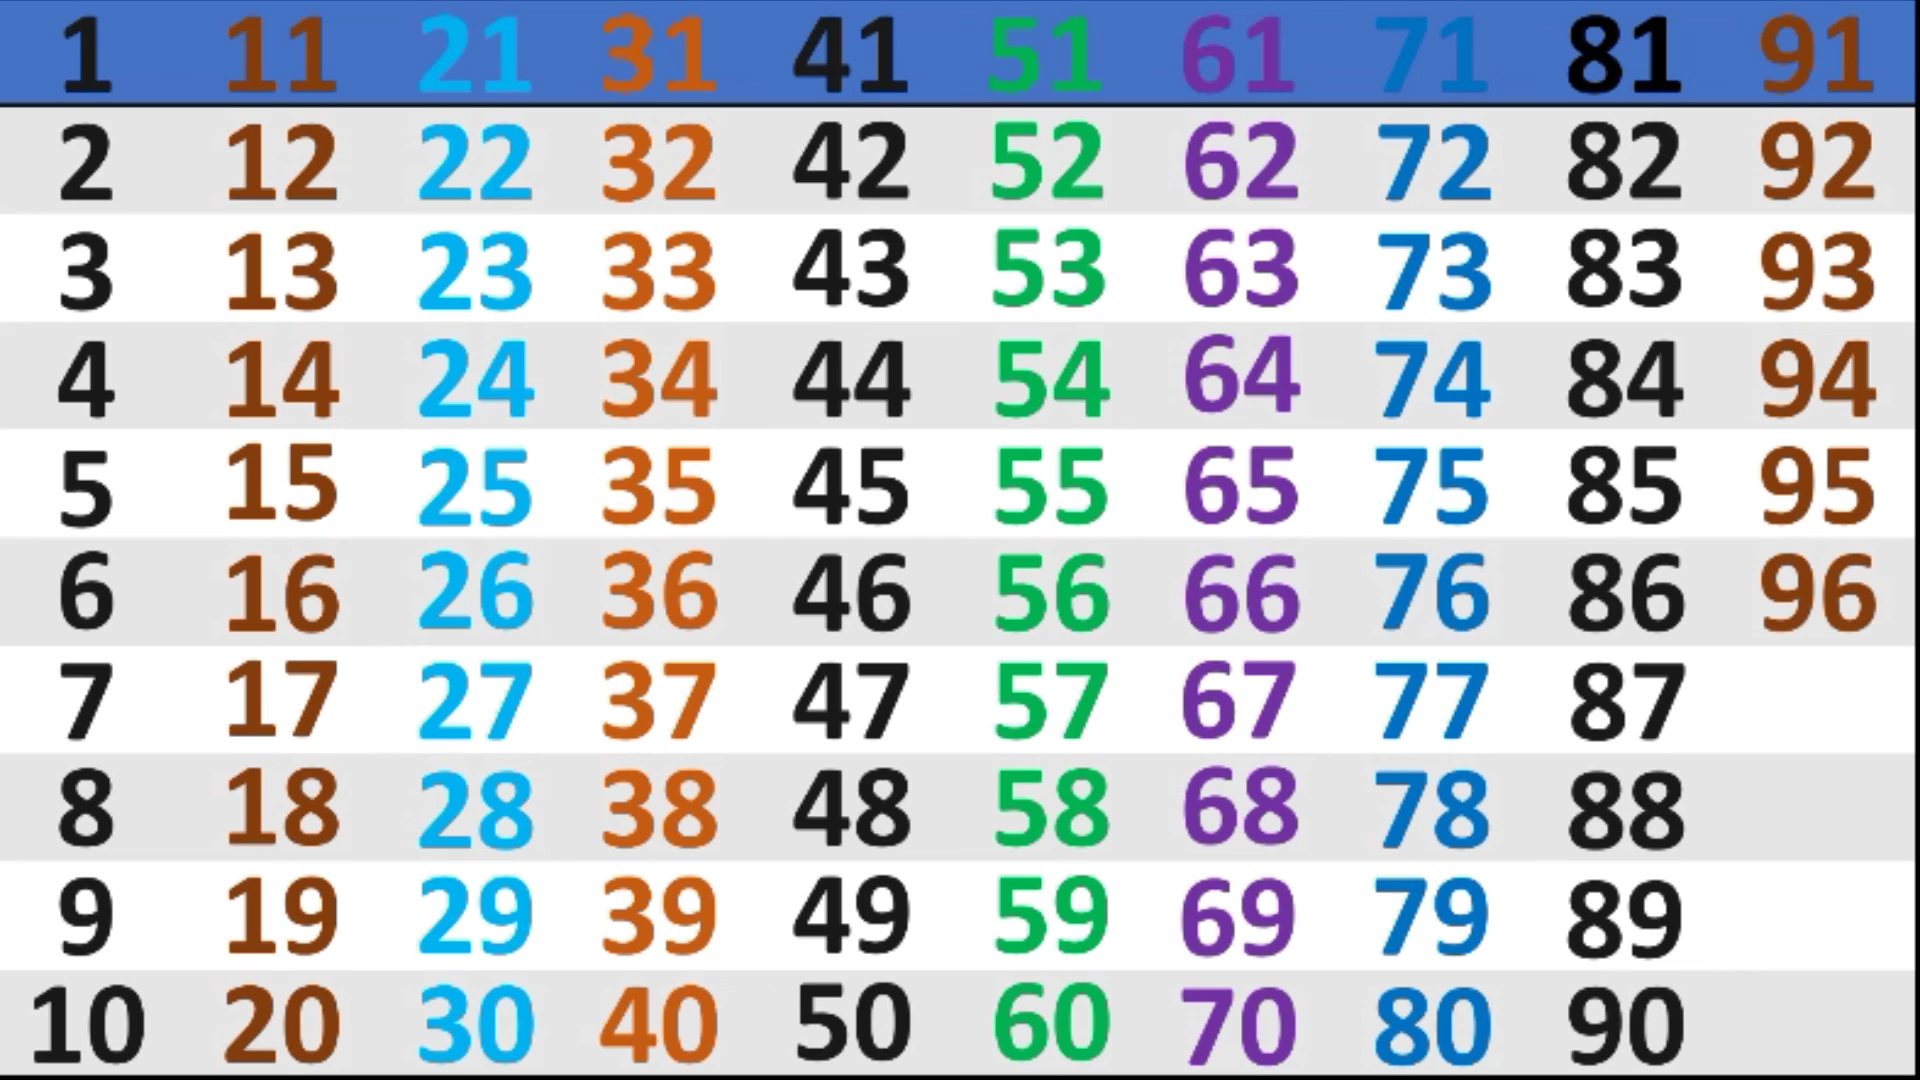 1 11 21 31 41 51 61 71 81 91
2 12 22 32 42 52 62 72 82 92
3 13 23 33 43 53 63 73 83 93
4 14 24 34 44 54 64 74 84 94
5 15 25 35 45 55 65 75 85 95
6 16 26 36 46 56 66 76 86 96
7 17 27 37 47 57 67 77 87
8 18 28 38 48 58 68 78 88
9 19 29 39 49 59 69 79 89
10 20 30 40 50 60 70 80 90